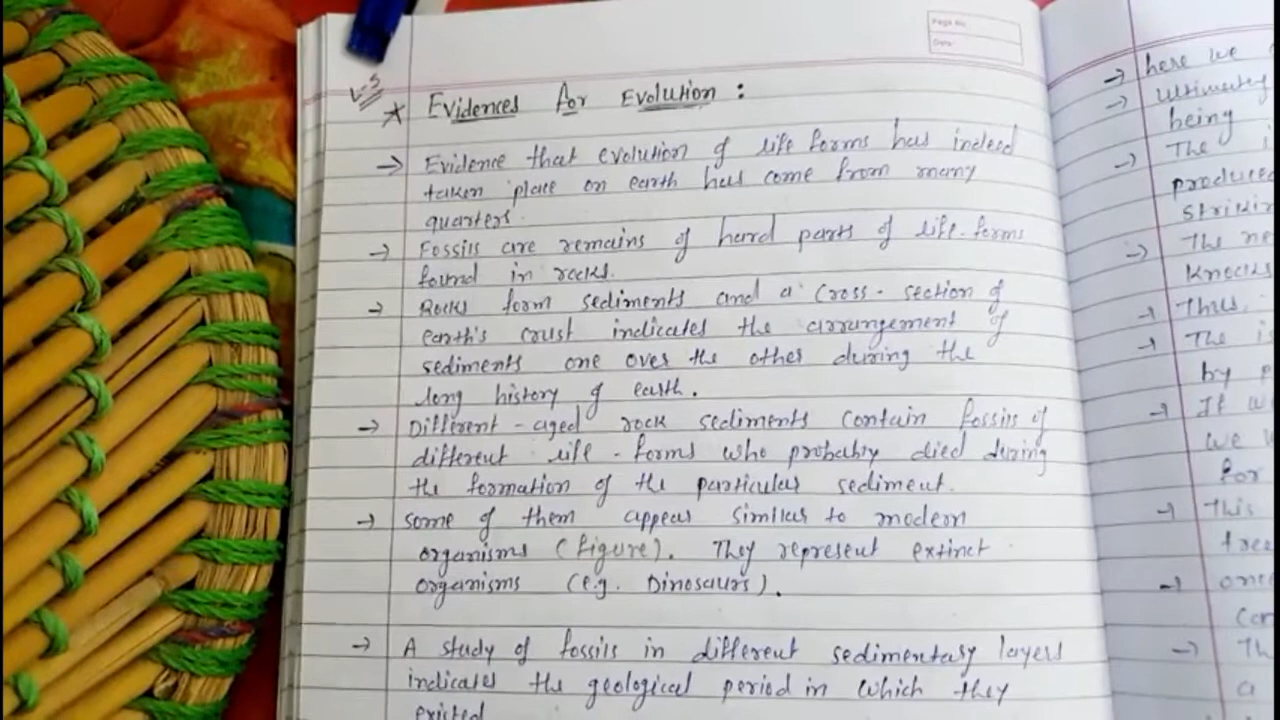 Page No:
Date:
L-5
* Evidences for Evolution :
→ Evidence that evolution of life forms has indeed
taken place on earth has come from many
quarters.
→ Fossils are remains of hard parts of life-forms
found in rocks.
→ Rocks form sediments and a cross-section of
earth's crust indicates the arrangement of
sediments one over the other during the
long history of earth.
→ Different-aged rock sediments contain fossils of
different life-forms who probably died during
the formation of the particular sediment.
→ some of them appear similar to modern
organisms (figure). They represent extinct
organisms (e.g. Dinosaurs).
→ A study of fossils in different sedimentary layers
indicates the geological period in which they
existed
→ here we
→ Ultimately
being
→ The
produced
→ The
→ Thus,
→ The
by
→ If
we
for
→ This
→
→
a